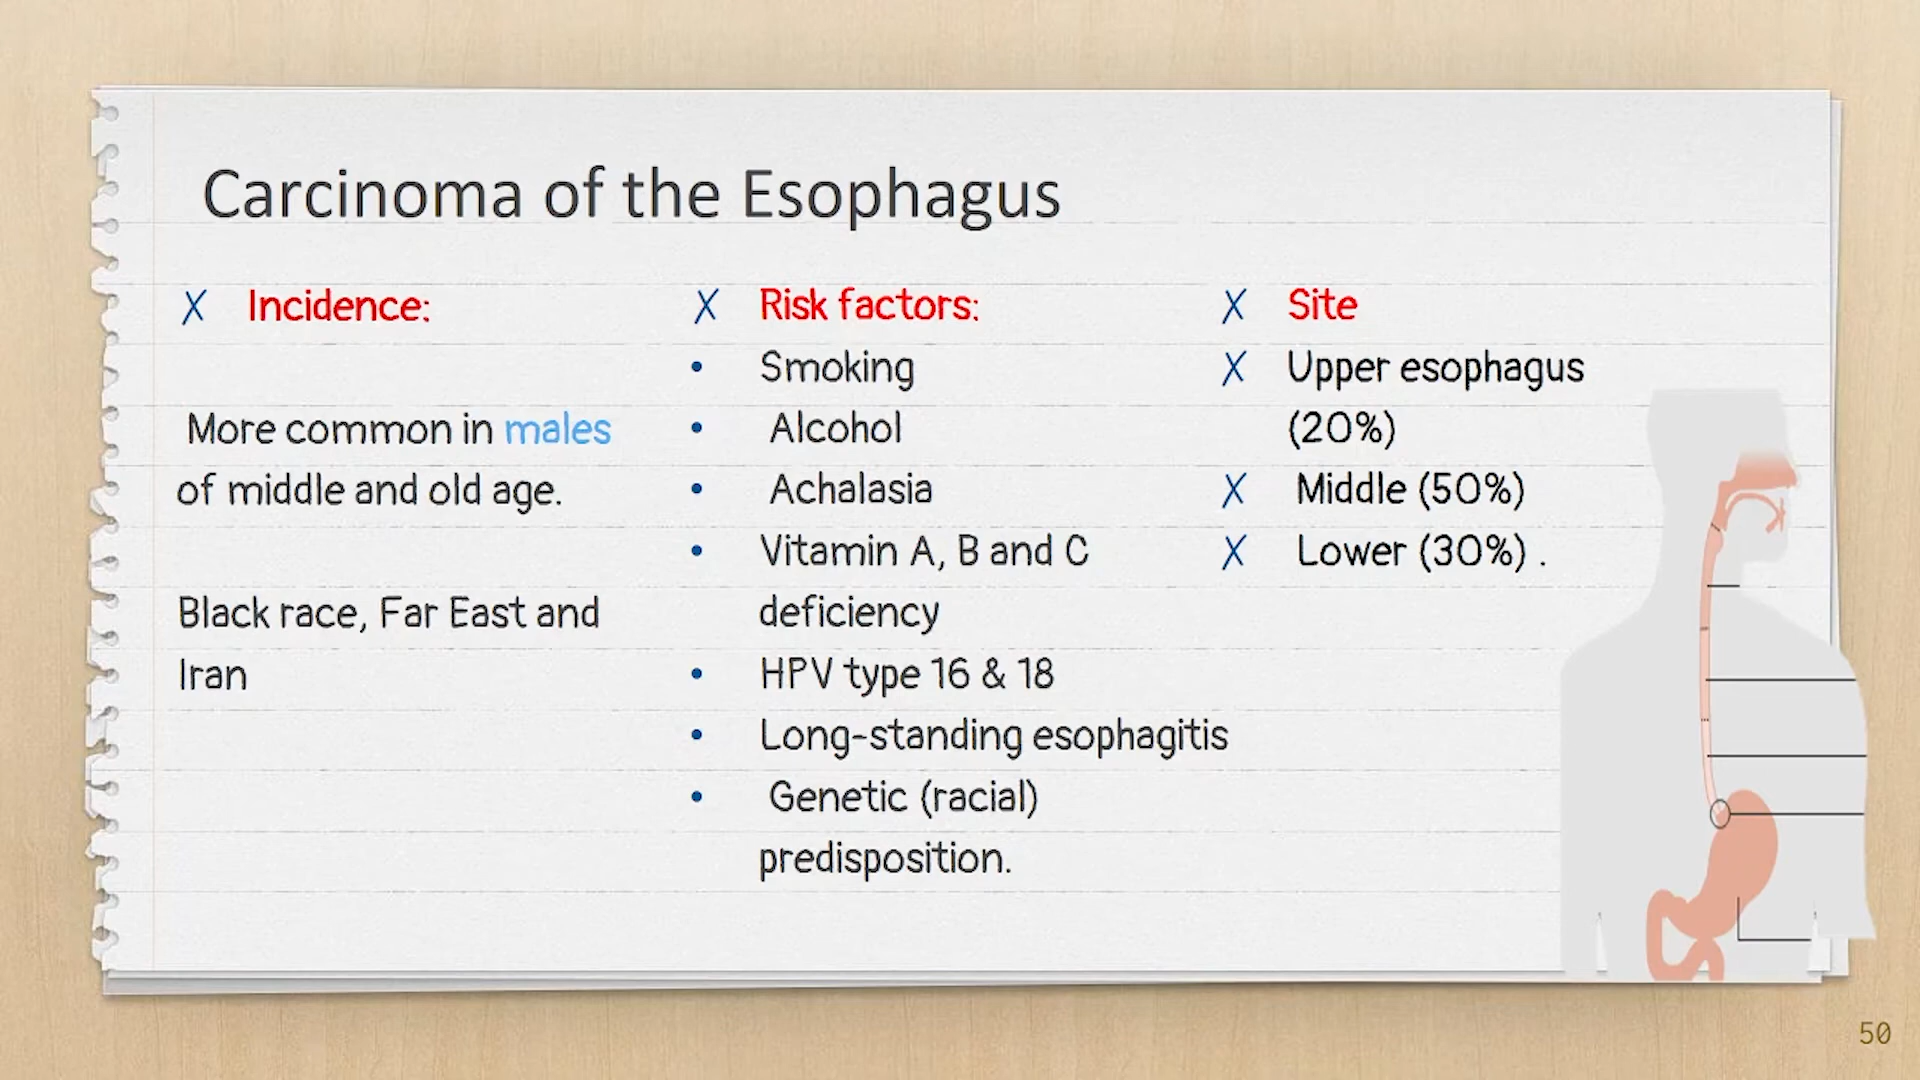 Carcinoma of the Esophagus
X Incidence:
More common in males
of middle and old age.
Black race, Far East and
Iran
X Risk factors:
• Smoking
• Alcohol
• Achalasia
• Vitamin A, B and C
deficiency
• HPV type 16 & 18
• Long-standing esophagitis
• Genetic (racial)
predisposition.
X Site
X Upper esophagus
(20%)
X Middle (50%)
X Lower (30%) .
50